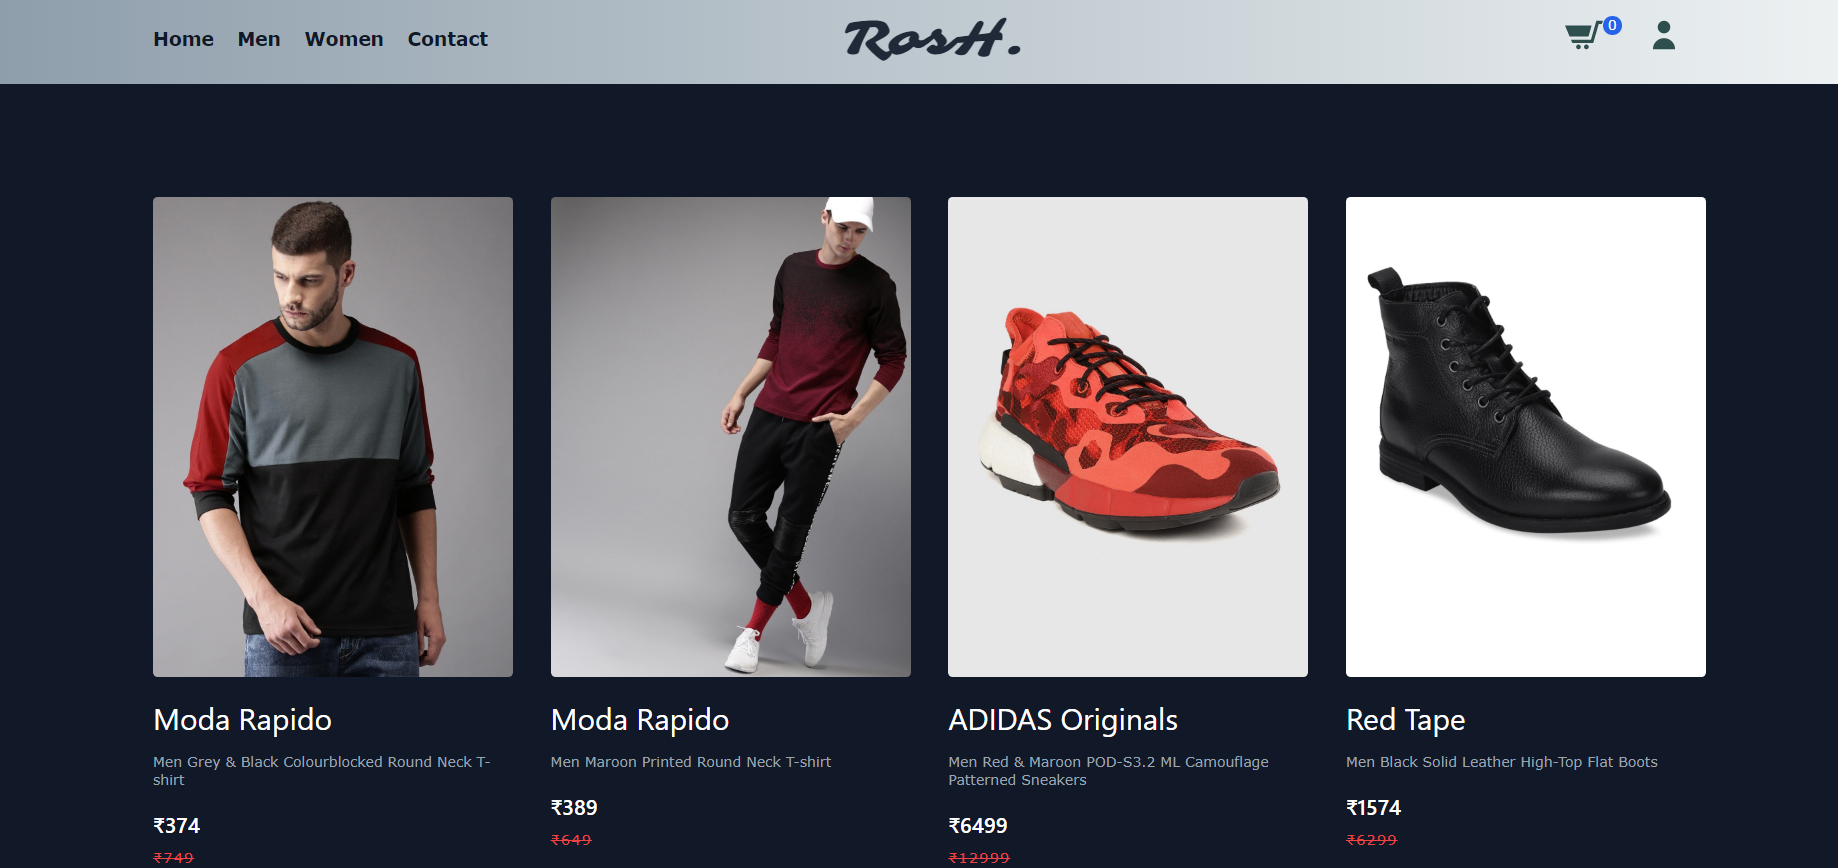 Home Men Women Contact
RosH.
0
Moda Rapido
Men Grey & Black Colourblocked Round Neck T-
shirt
₹374
₹749
Moda Rapido
Men Maroon Printed Round Neck T-shirt
₹389
₹649
ADIDAS Originals
Men Red & Maroon POD-S3.2 ML Camouflage
Patterned Sneakers
₹6499
₹12999
Red Tape
Men Black Solid Leather High-Top Flat Boots
₹1574
₹6299